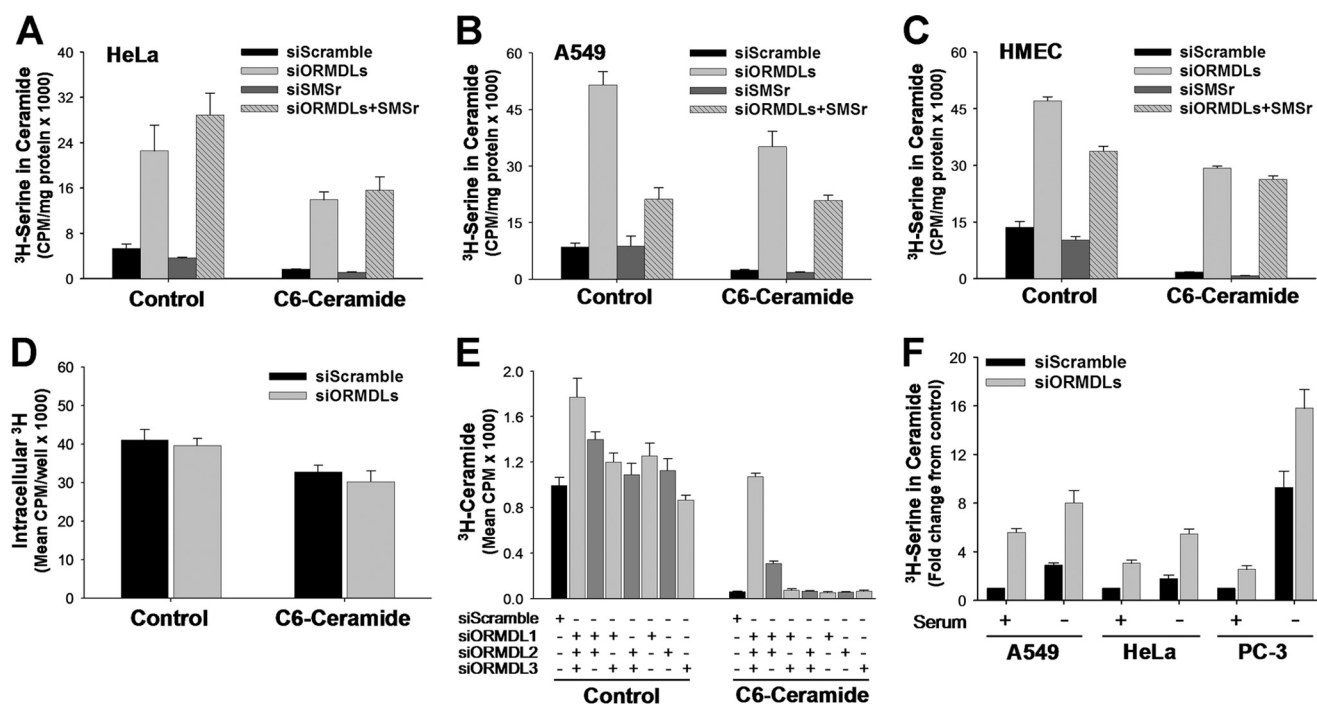 A
HeLa
siScramble
siORMDLs
siSMSr
siORMDLs+SMSr
³H-Serine in Ceramide
(CPM/mg protein x 1000)
40
32
24
16
8
0
Control
C6-Ceramide
B
A549
siScramble
siORMDLs
siSMSr
siORMDLs+SMSr
³H-Serine in Ceramide
(CPM/mg protein x 1000)
60
45
30
15
0
Control
C6-Ceramide
C
HMEC
siScramble
siORMDLs
siSMSr
siORMDLs+SMSr
³H-Serine in Ceramide
(CPM/mg protein x 1000)
60
45
30
15
0
Control
C6-Ceramide
D
siScramble
siORMDLs
Intracellular ³H
(Mean CPM/well x 1000)
60
50
40
30
20
10
0
Control
C6-Ceramide
E
³H-Ceramide
(Mean CPM x 1000)
2.0
1.6
1.2
0.8
0.4
0.0
siScramble + - - - - - - - + - - - - - - -
siORMDL1 - + + + - + - - - + + + - + - -
siORMDL2 - + + - + - + - - + + - + - + -
siORMDL3 - + - + + - - + - + - + + - - +
Control
C6-Ceramide
F
siScramble
siORMDLs
³H-Serine in Ceramide
(Fold change from control)
20
16
12
8
4
0
Serum + - + - + -
A549 HeLa PC-3